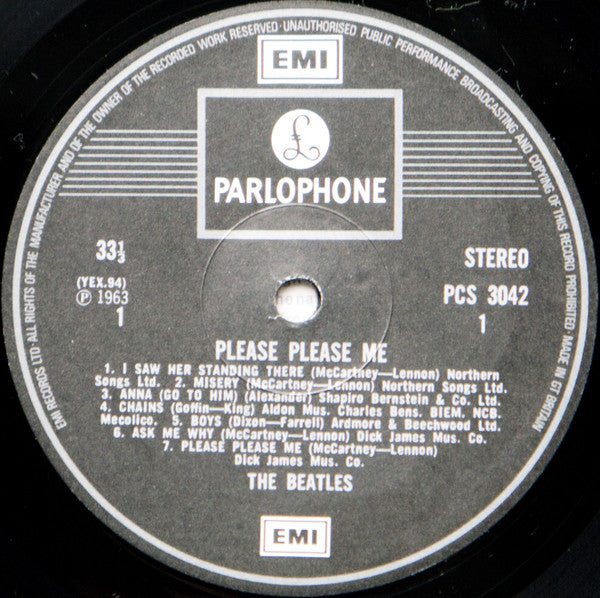 EMI RECORDS LTD·ALL RIGHTS OF THE MANUFACTURER AND OF THE OWNER OF THE RECORDED WORK RESERVED·UNAUTHORISED PUBLIC PERFORMANCE BROADCASTING AND COPYING OF THIS RECORD PROHIBITED·MADE IN GT BRITAIN
EMI
£
PARLOPHONE
33⅓
STEREO
(YEX.94)
Ⓟ 1963
PCS 3042
1
1
PLEASE PLEASE ME
1. I SAW HER STANDING THERE (McCartney—Lennon) Northern
Songs Ltd. 2. MISERY (McCartney—Lennon) Northern Songs Ltd.
3. ANNA (GO TO HIM) (Alexander) Shapiro Bernstein & Co. Ltd.
4. CHAINS (Goffin—King) Aldon Mus. Charles Bens. BIEM. NCB.
Mecolico. 5. BOYS (Dixon—Farrell) Ardmore & Beechwood Ltd.
6. ASK ME WHY (McCartney—Lennon) Dick James Mus. Co.
7. PLEASE PLEASE ME (McCartney—Lennon)
Dick James Mus. Co.
THE BEATLES
EMI